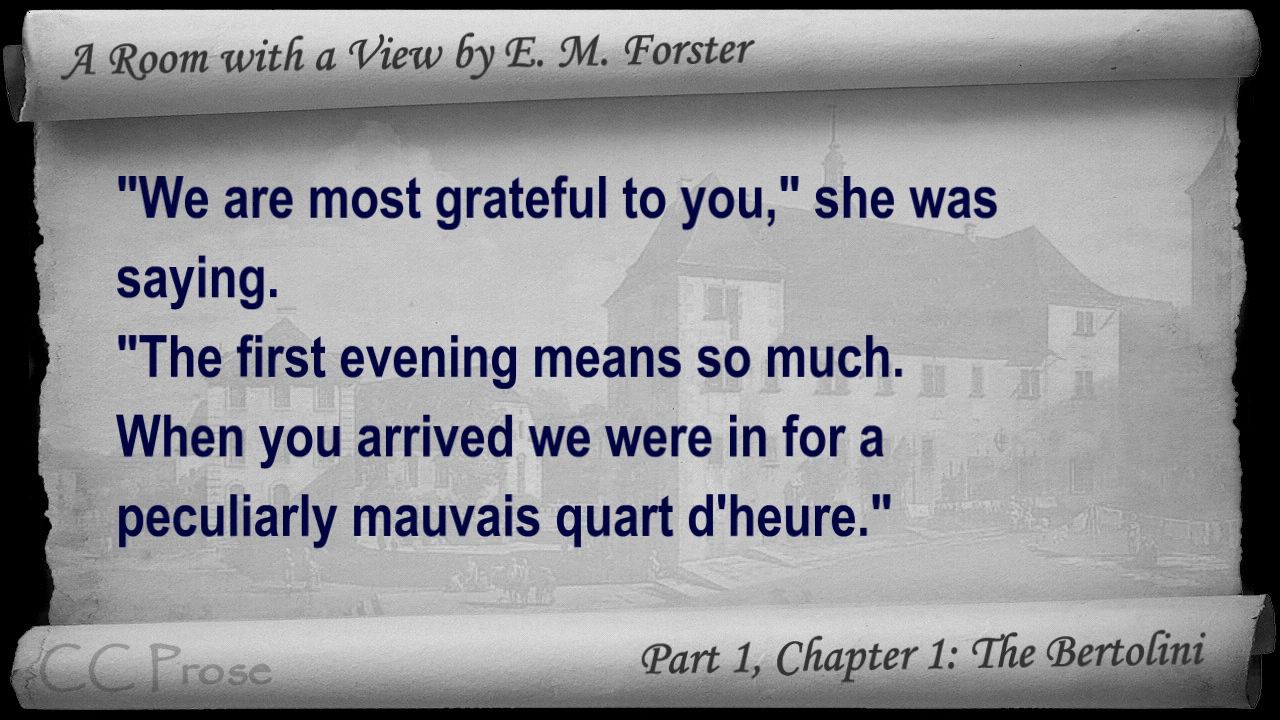 A Room with a View by E. M. Forster
"We are most grateful to you," she was
saying.
"The first evening means so much.
When you arrived we were in for a
peculiarly mauvais quart d'heure."
CC Prose
Part 1, Chapter 1: The Bertolini